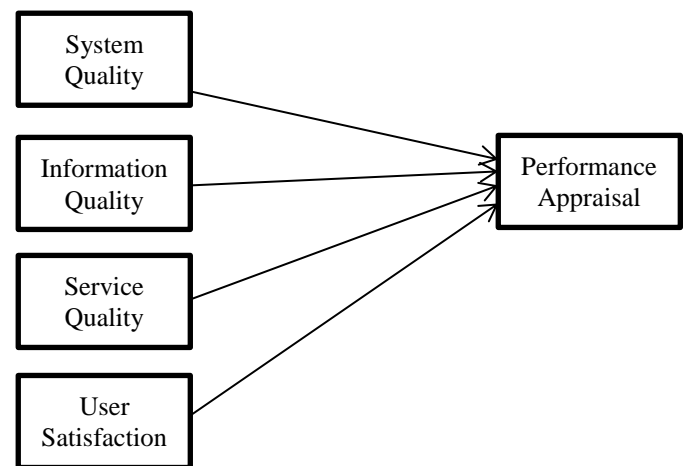 System
Quality
Information
Quality
Service
Quality
User
Satisfaction
Performance
Appraisal